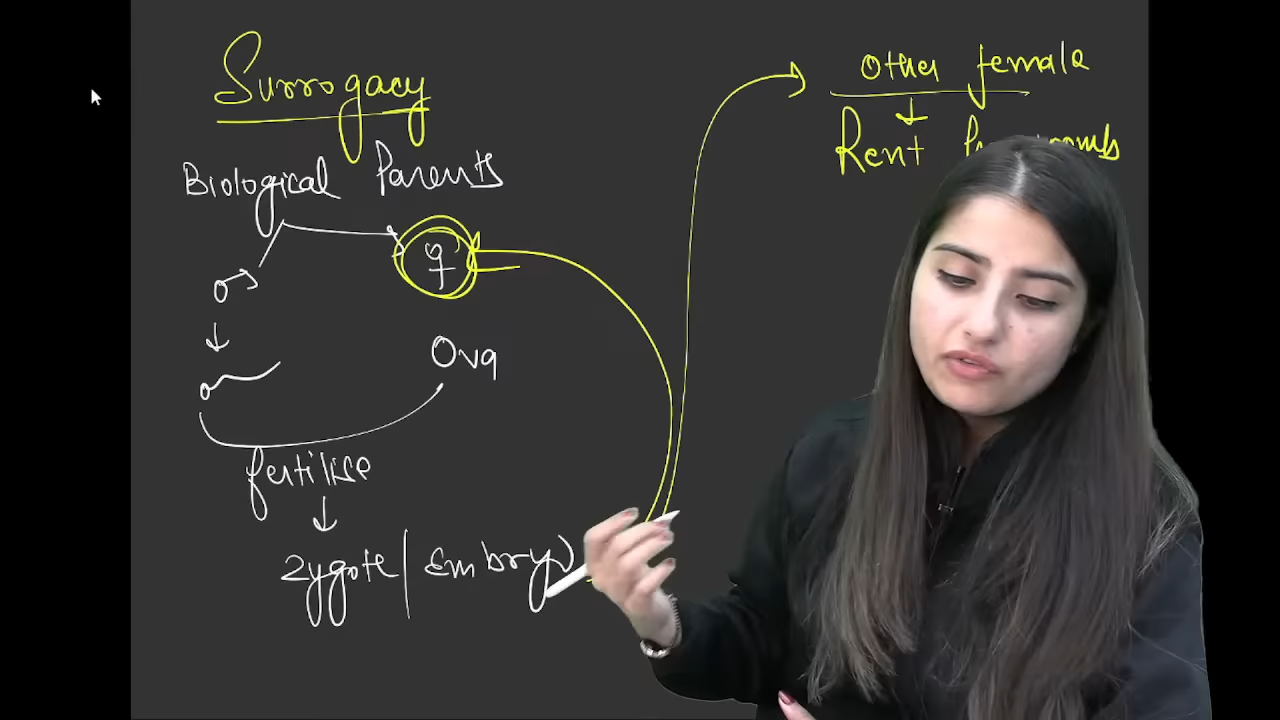 Surrogacy
Biological Parents
♀
♂
Ova
fertilise
Zygote / Embryo
Other female
Rent